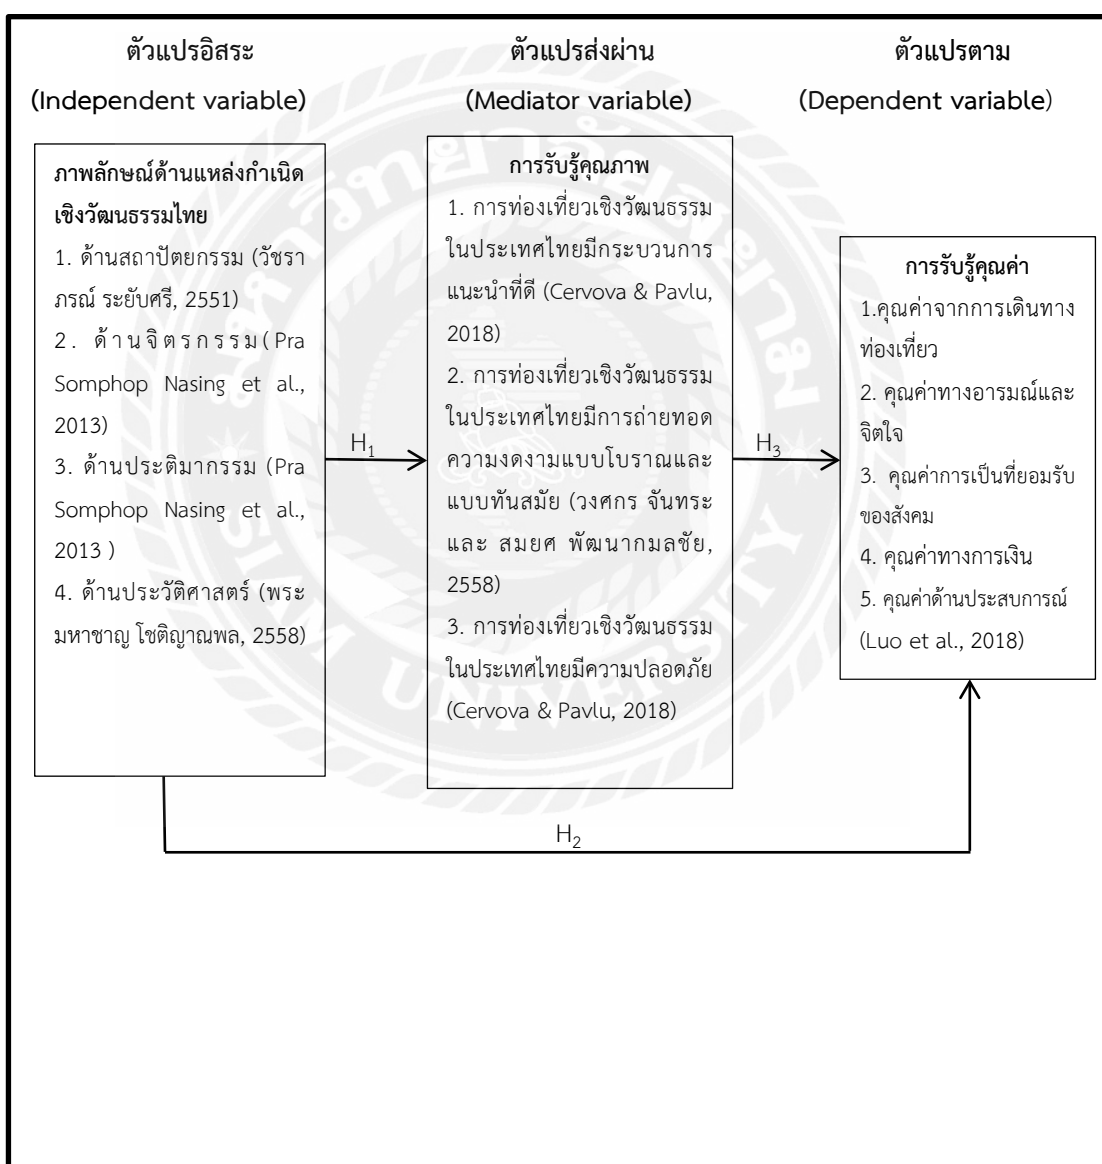 ตัวแปรอิสระ
(Independent variable)
ตัวแปรส่งผ่าน
(Mediator variable)
ตัวแปรตาม
(Dependent variable)
ภาพลักษณ์ด้านแหล่งกำเนิด
เชิงวัฒนธรรมไทย
1. ด้านสถาปัตยกรรม (วัชรา
ภรณ์ ระยับศรี, 2551)
2. ด้านจิตรกรรม(Pra
Somphop Nasing et al.,
2013)
3. ด้านประติมากรรม (Pra
Somphop Nasing et al.,
2013 )
4. ด้านประวัติศาสตร์ (พระ
มหาชาญ โชติญาณพล, 2558)
H1
การรับรู้คุณภาพ
1. การท่องเที่ยวเชิงวัฒนธรรม
ในประเทศไทยมีกระบวนการ
แนะนำที่ดี (Cervova & Pavlu,
2018)
2. การท่องเที่ยวเชิงวัฒนธรรม
ในประเทศไทยมีการถ่ายทอด
ความงดงามแบบโบราณและ
แบบทันสมัย (วงศกร จันทระ
และ สมยศ พัฒนากมลชัย,
2558)
3. การท่องเที่ยวเชิงวัฒนธรรม
ในประเทศไทยมีความปลอดภัย
(Cervova & Pavlu, 2018)
H3
การรับรู้คุณค่า
1.คุณค่าจากการเดินทาง
ท่องเที่ยว
2. คุณค่าทางอารมณ์และ
จิตใจ
3. คุณค่าการเป็นที่ยอมรับ
ของสังคม
4. คุณค่าทางการเงิน
5. คุณค่าด้านประสบการณ์
(Luo et al., 2018)
H2
มหาวิทยาลัยสยาม
SIAM UNIVERSITY